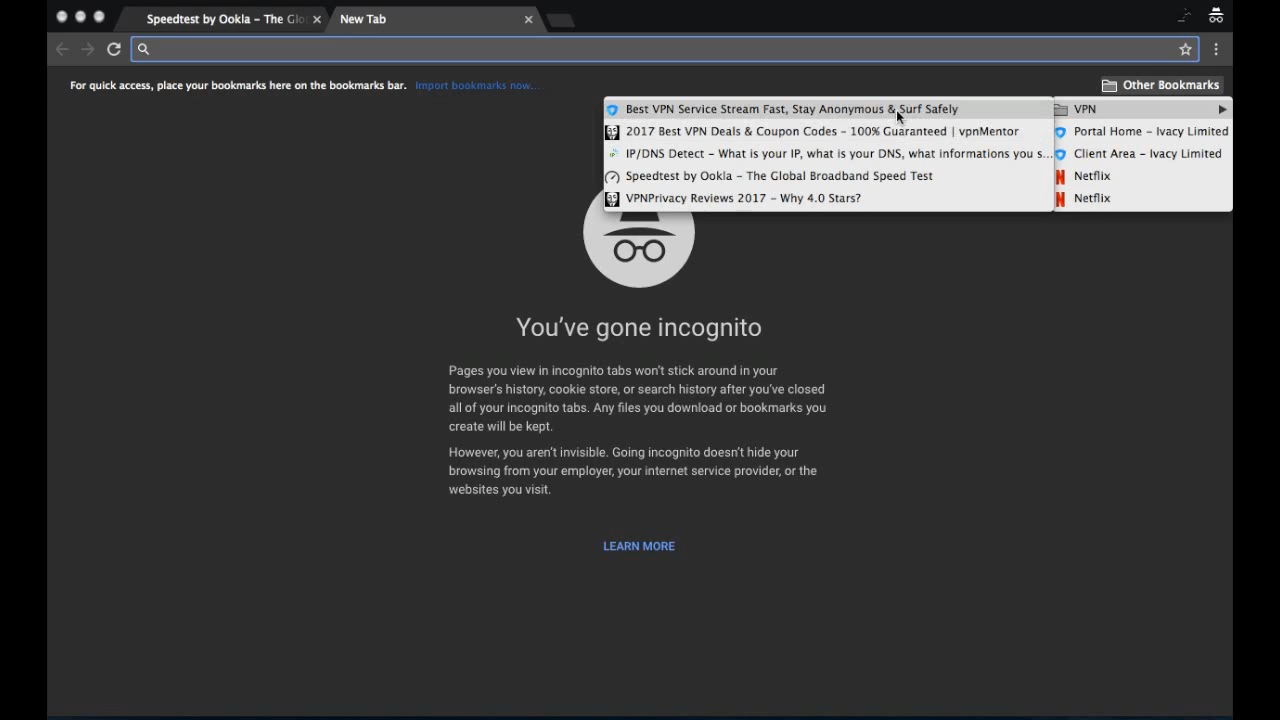 Speedtest by Ookla – The Glo
New Tab
For quick access, place your bookmarks here on the bookmarks bar. Import bookmarks now...
Other Bookmarks
Best VPN Service Stream Fast, Stay Anonymous & Surf Safely
2017 Best VPN Deals & Coupon Codes – 100% Guaranteed | vpnMentor
IP/DNS Detect – What is your IP, what is your DNS, what informations you s...
Speedtest by Ookla – The Global Broadband Speed Test
VPNPrivacy Reviews 2017 – Why 4.0 Stars?
VPN
Portal Home – Ivacy Limited
Client Area – Ivacy Limited
Netflix
Netflix
You've gone incognito
Pages you view in incognito tabs won't stick around in your
browser's history, cookie store, or search history after you've closed
all of your incognito tabs. Any files you download or bookmarks you
create will be kept.
However, you aren't invisible. Going incognito doesn't hide your
browsing from your employer, your internet service provider, or the
websites you visit.
LEARN MORE